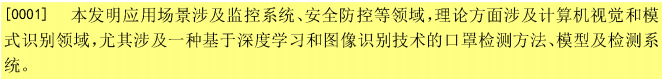 [0001] 本发明应用场景涉及监控系统、安全防控等领域,理论方面涉及计算机视觉和模
式识别领域,尤其涉及一种基于深度学习和图像识别技术的口罩检测方法、模型及检测系
统。